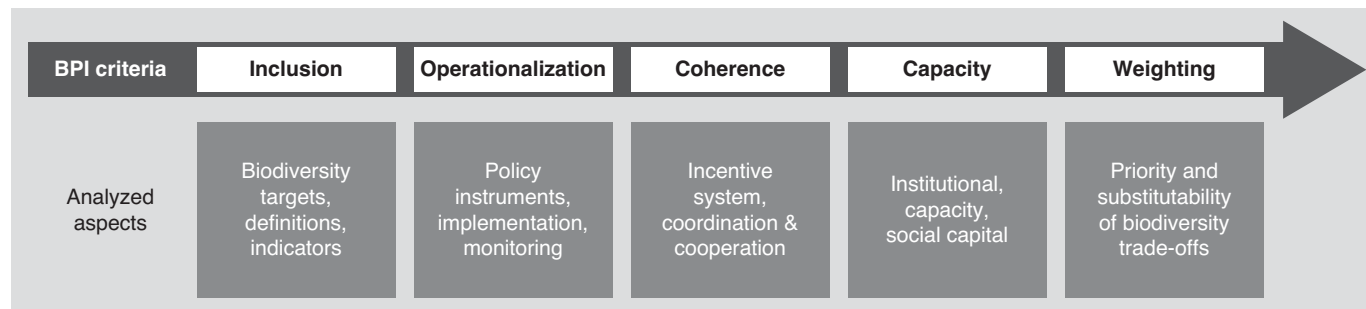 BPI criteria
Inclusion
Operationalization
Coherence
Capacity
Weighting
Analyzed
aspects
Biodiversity
targets,
definitions,
indicators
Policy
instruments,
implementation,
monitoring
Incentive
system,
coordination &
cooperation
Institutional,
capacity,
social capital
Priority and
substitutability
of biodiversity
trade-offs